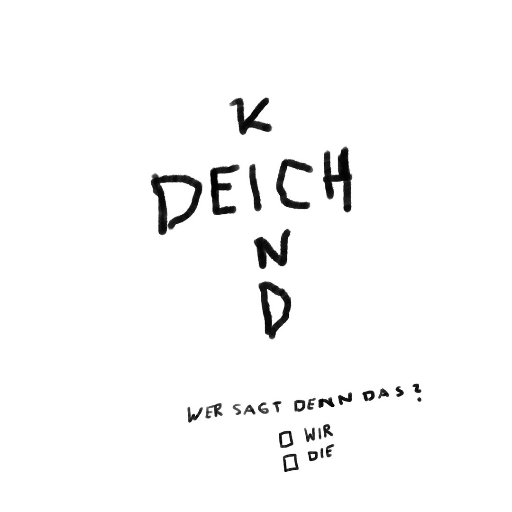 K
DEICH
N
D
WER SAGT DENN DAS?
WIR
DIE